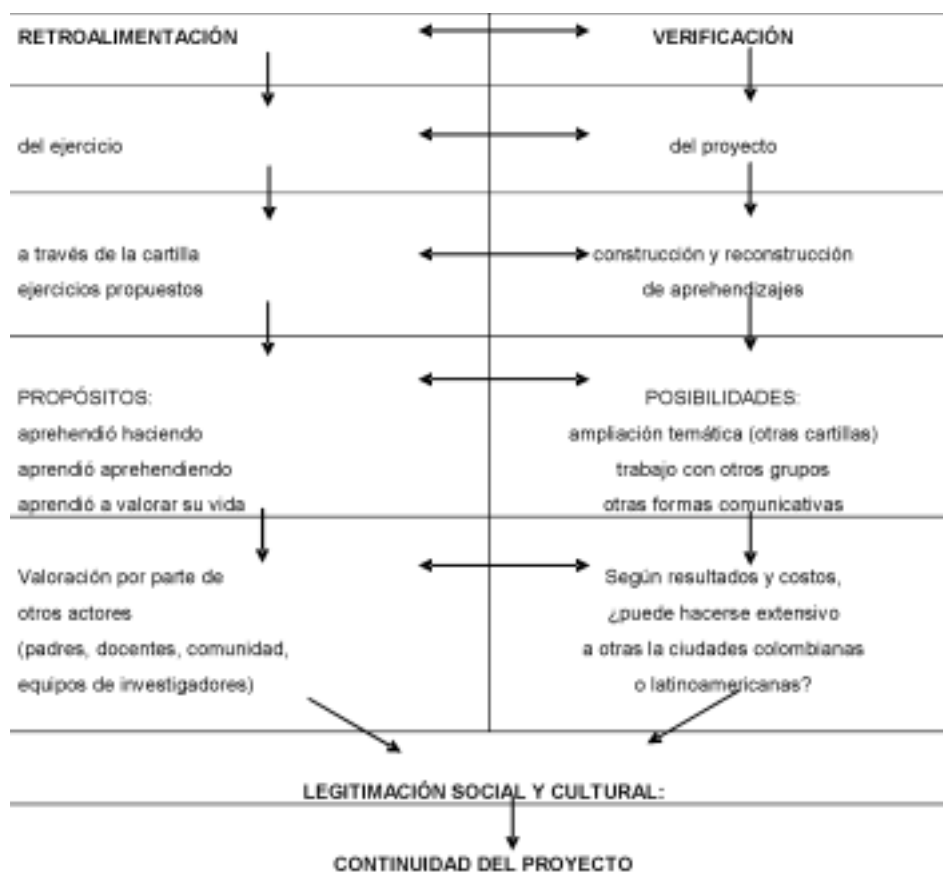 RETROALIMENTACIÓN
VERIFICACIÓN
del ejercicio
del proyecto
a través de la cartilla
ejercicios propuestos
construcción y reconstrucción
de aprehendizajes
PROPÓSITOS:
aprehendió haciendo
aprendió aprehendiendo
aprendió a valorar su vida
POSIBILIDADES:
ampliación temática (otras cartillas)
trabajo con otros grupos
otras formas comunicativas
Valoración por parte de
otros actores
(padres, docentes, comunidad,
equipos de investigadores)
Según resultados y costos,
¿puede hacerse extensivo
a otras la ciudades colombianas
o latinoamericanas?
LEGITIMACIÓN SOCIAL Y CULTURAL:
CONTINUIDAD DEL PROYECTO